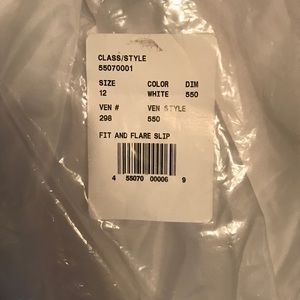 CLASS/STYLE
55070001
SIZE COLOR DIM
12 WHITE 550
VEN # VEN STYLE
298 550
FIT AND FLARE SLIP
4 55070 00006 9